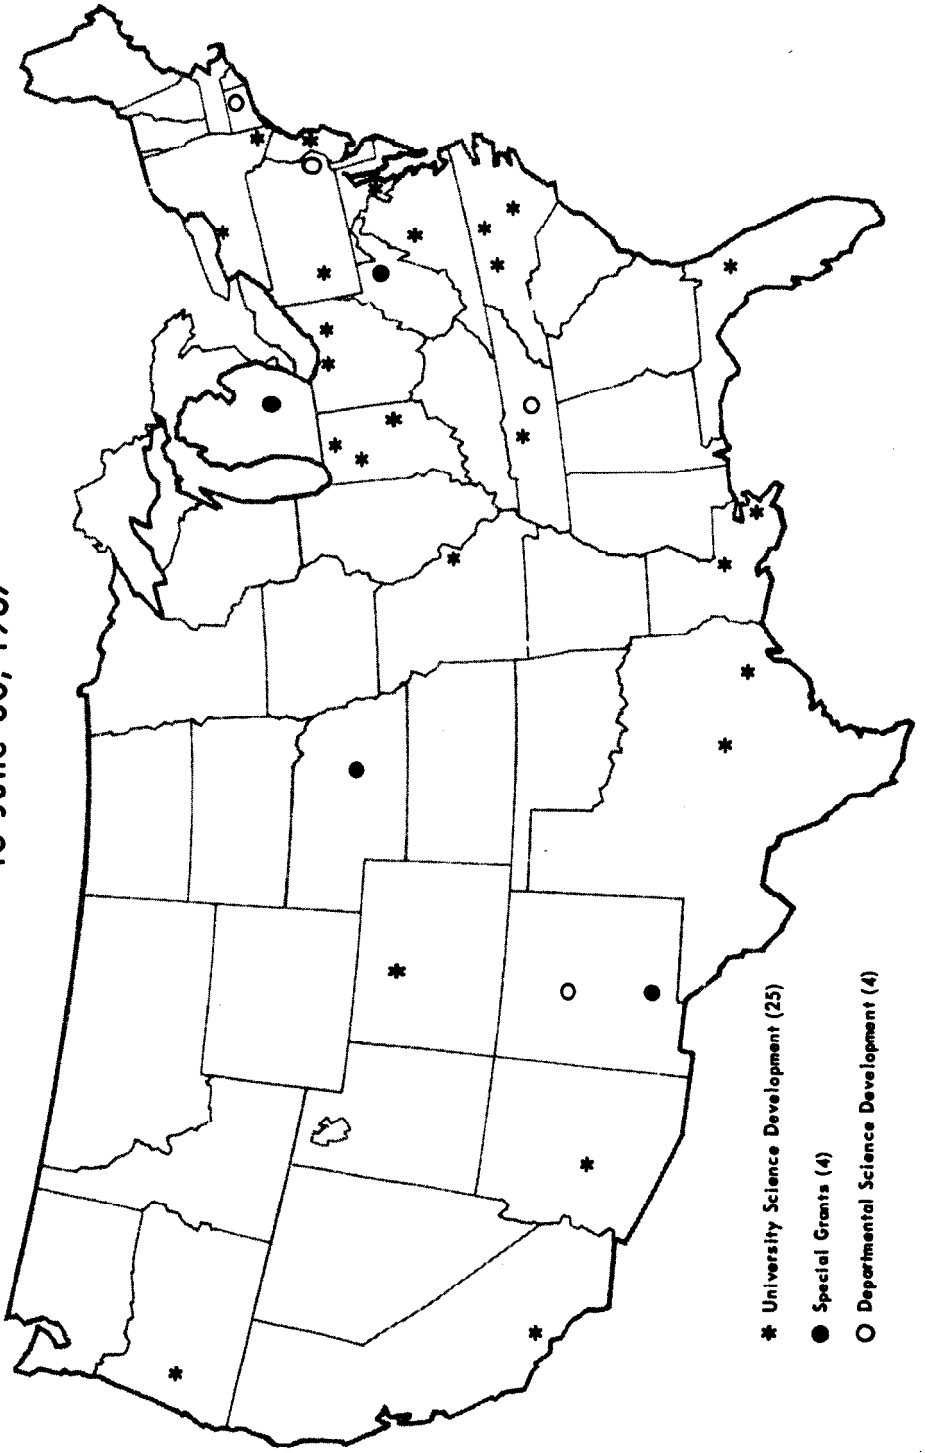 * University Science Development (25)
● Special Grants (4)
○ Departmental Science Development (4)